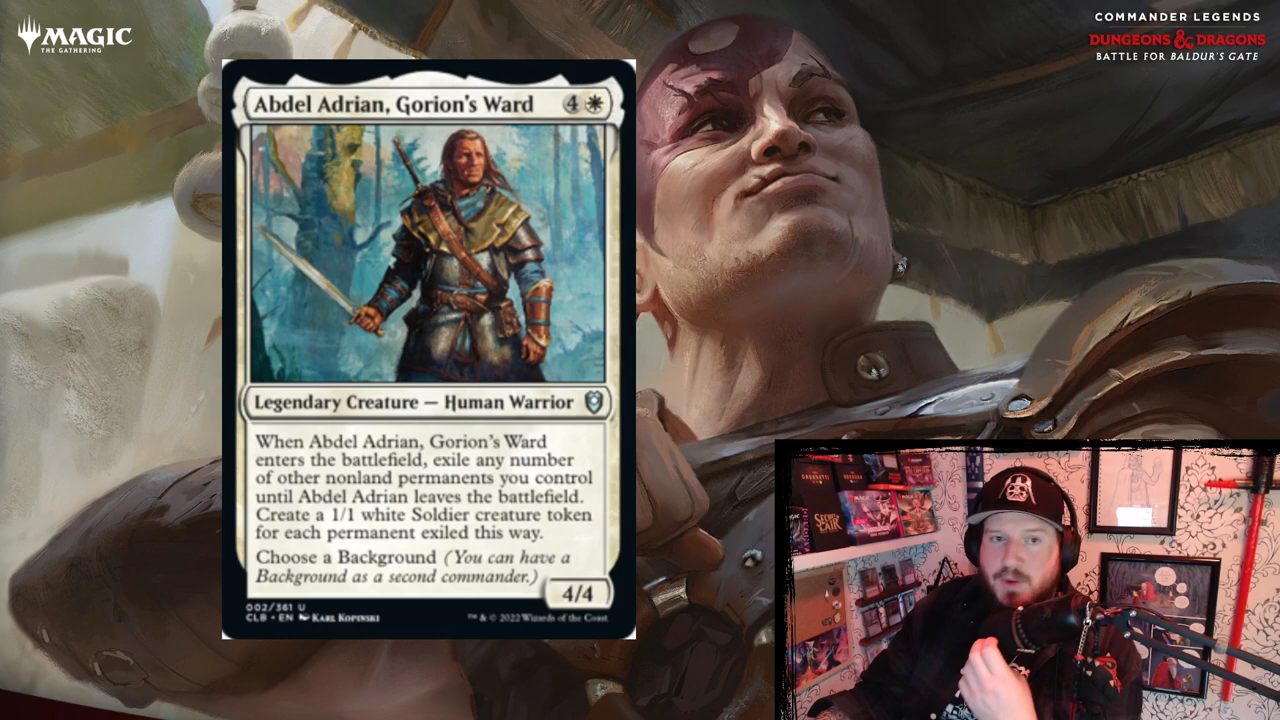 MAGIC
THE GATHERING
COMMANDER LEGENDS
DUNGEONS & DRAGONS
BATTLE FOR BALDUR'S GATE
Abdel Adrian, Gorion's Ward 4
Legendary Creature — Human Warrior
When Abdel Adrian, Gorion's Ward
enters the battlefield, exile any number
of other nonland permanents you control
until Abdel Adrian leaves the battlefield.
Create a 1/1 white Soldier creature token
for each permanent exiled this way.
Choose a Background (You can have a
Background as a second commander.)
4/4
002/361 U
CLB • EN KARL KOPINSKI
™ & © 2022 Wizards of the Coast
SECRET
LAIR